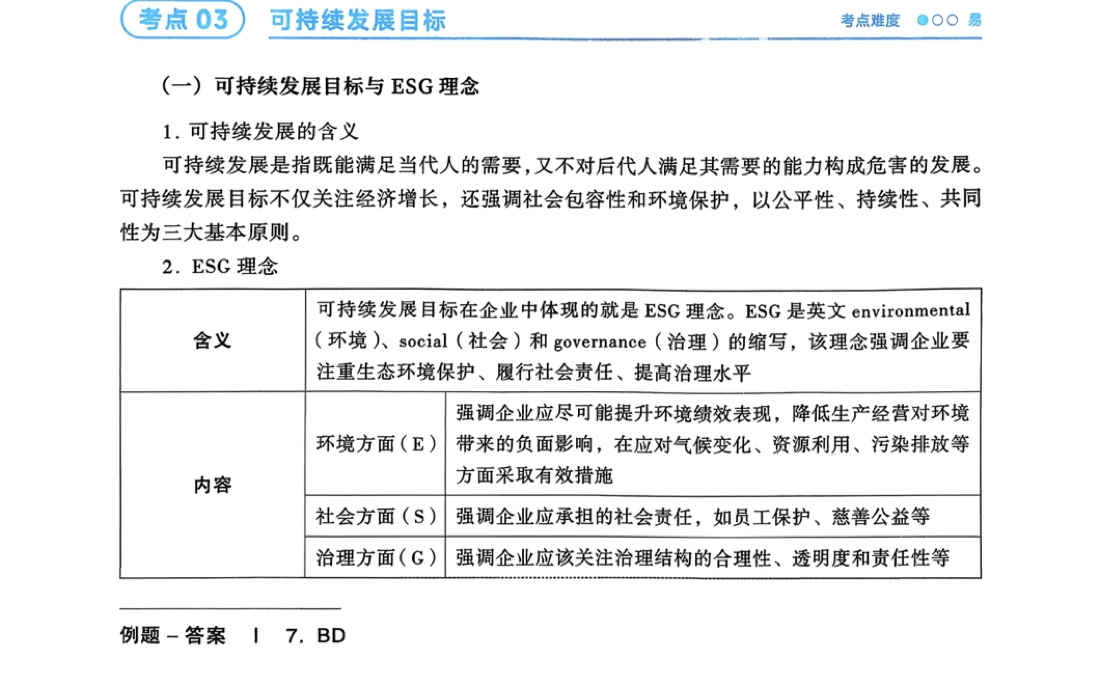 考点 03 可持续发展目标 考点难度 易
（一）可持续发展目标与 ESG 理念
1. 可持续发展的含义
可持续发展是指既能满足当代人的需要，又不对后代人满足其需要的能力构成危害的发展。
可持续发展目标不仅关注经济增长，还强调社会包容性和环境保护，以公平性、持续性、共同
性为三大基本原则。
2. ESG 理念
含义
可持续发展目标在企业中体现的就是 ESG 理念。ESG 是英文 environmental
（环境）、social（社会）和 governance（治理）的缩写，该理念强调企业要
注重生态环境保护、履行社会责任、提高治理水平
内容
环境方面（E）
强调企业应尽可能提升环境绩效表现，降低生产经营对环境
带来的负面影响，在应对气候变化、资源利用、污染排放等
方面采取有效措施
社会方面（S）
强调企业应承担的社会责任，如员工保护、慈善公益等
治理方面（G）
强调企业应该关注治理结构的合理性、透明度和责任性等
例题－答案 | 7. BD